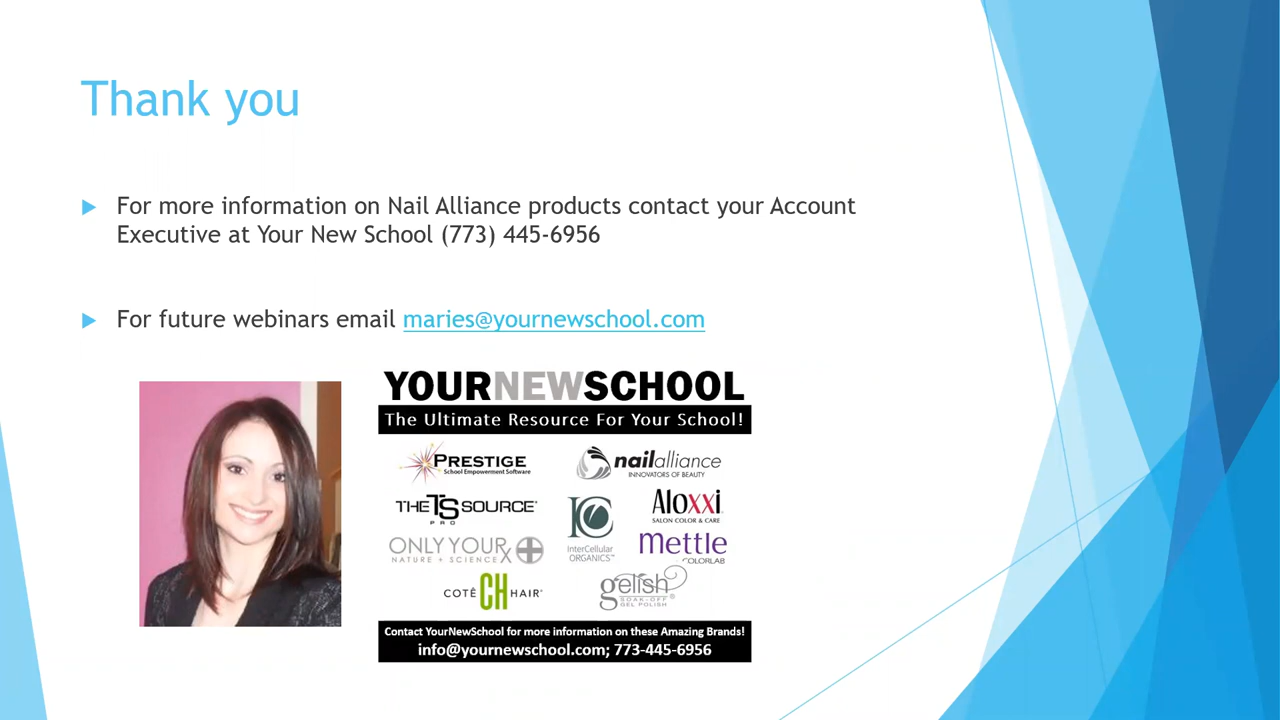 Thank you
For more information on Nail Alliance products contact your Account
Executive at Your New School (773) 445-6956
For future webinars email maries@yournewschool.com
YOURNEWSCHOOL
The Ultimate Resource For Your School!
PRESTIGE
School Empowerment Software
nailalliance
INNOVATORS OF BEAUTY
THE TS SOURCE
PRO
IC
InterCellular
ORGANICS™
Aloxxi
SALON COLOR & CARE
ONLY YOURx
NATURE + SCIENCE
Mettle
COLORLAB
COTÊ CH HAIR
gelish®
SOAK-OFF
GEL POLISH
Contact YourNewSchool for more information on these Amazing Brands!
info@yournewschool.com; 773-445-6956